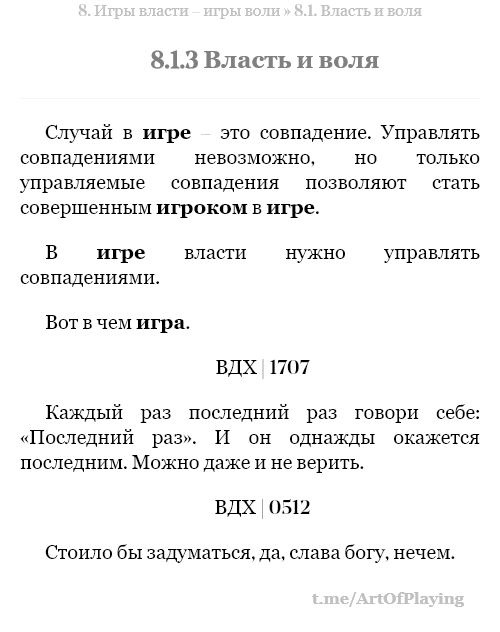 8. Игры власти – игры воли » 8.1. Власть и воля
8.1.3 Власть и воля
Случай в игре – это совпадение. Управлять
совпадениями невозможно, но только
управляемые совпадения позволяют стать
совершенным игроком в игре.
В игре власти нужно управлять
совпадениями.
Вот в чем игра.
ВДХ | 1707
Каждый раз последний раз говори себе:
«Последний раз». И он однажды окажется
последним. Можно даже и не верить.
ВДХ | 0512
Стоило бы задуматься, да, слава богу, нечем.
t.me/ArtOfPlaying